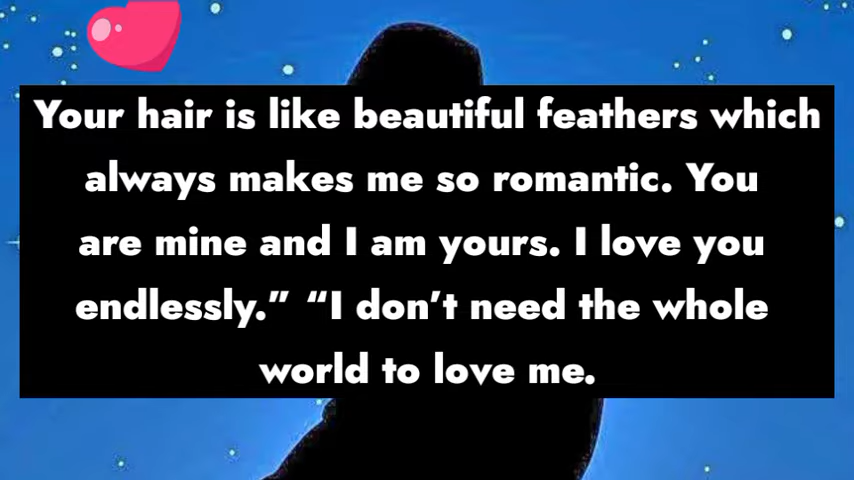 Your hair is like beautiful feathers which
always makes me so romantic. You
are mine and I am yours. I love you
endlessly.” “I don’t need the whole
world to love me.